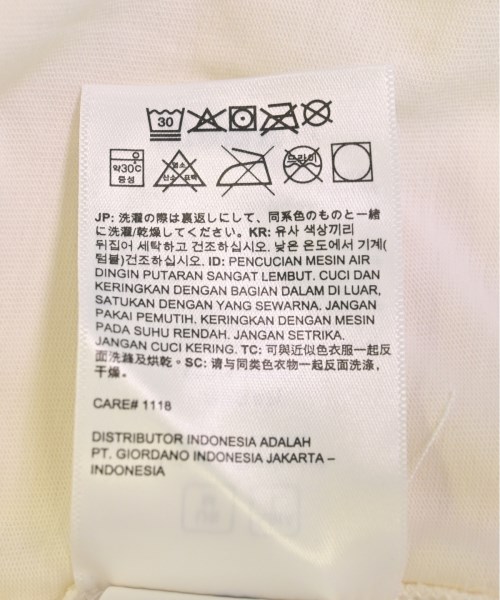 30
약30℃
중성
염소
산소 표백
드라이
JP: 洗濯の際は裏返しにして、同系色のものと一緒
に洗濯/乾燥してください。KR: 유사 색상끼리
뒤집어 세탁하고 건조하십시오. 낮은 온도에서 기계(
텀블)건조하십시오. ID: PENCUCIAN MESIN AIR
DINGIN PUTARAN SANGAT LEMBUT. CUCI DAN
KERINGKAN DENGAN BAGIAN DALAM DI LUAR,
SATUKAN DENGAN YANG SEWARNA. JANGAN
PAKAI PEMUTIH. KERINGKAN DENGAN MESIN
PADA SUHU RENDAH. JANGAN SETRIKA.
JANGAN CUCI KERING. TC: 可與近似色衣服一起反
面洗滌及烘乾。SC: 请与同类色衣物一起反面洗涤,
干燥。
CARE# 1118
DISTRIBUTOR INDONESIA ADALAH
PT. GIORDANO INDONESIA JAKARTA –
INDONESIA